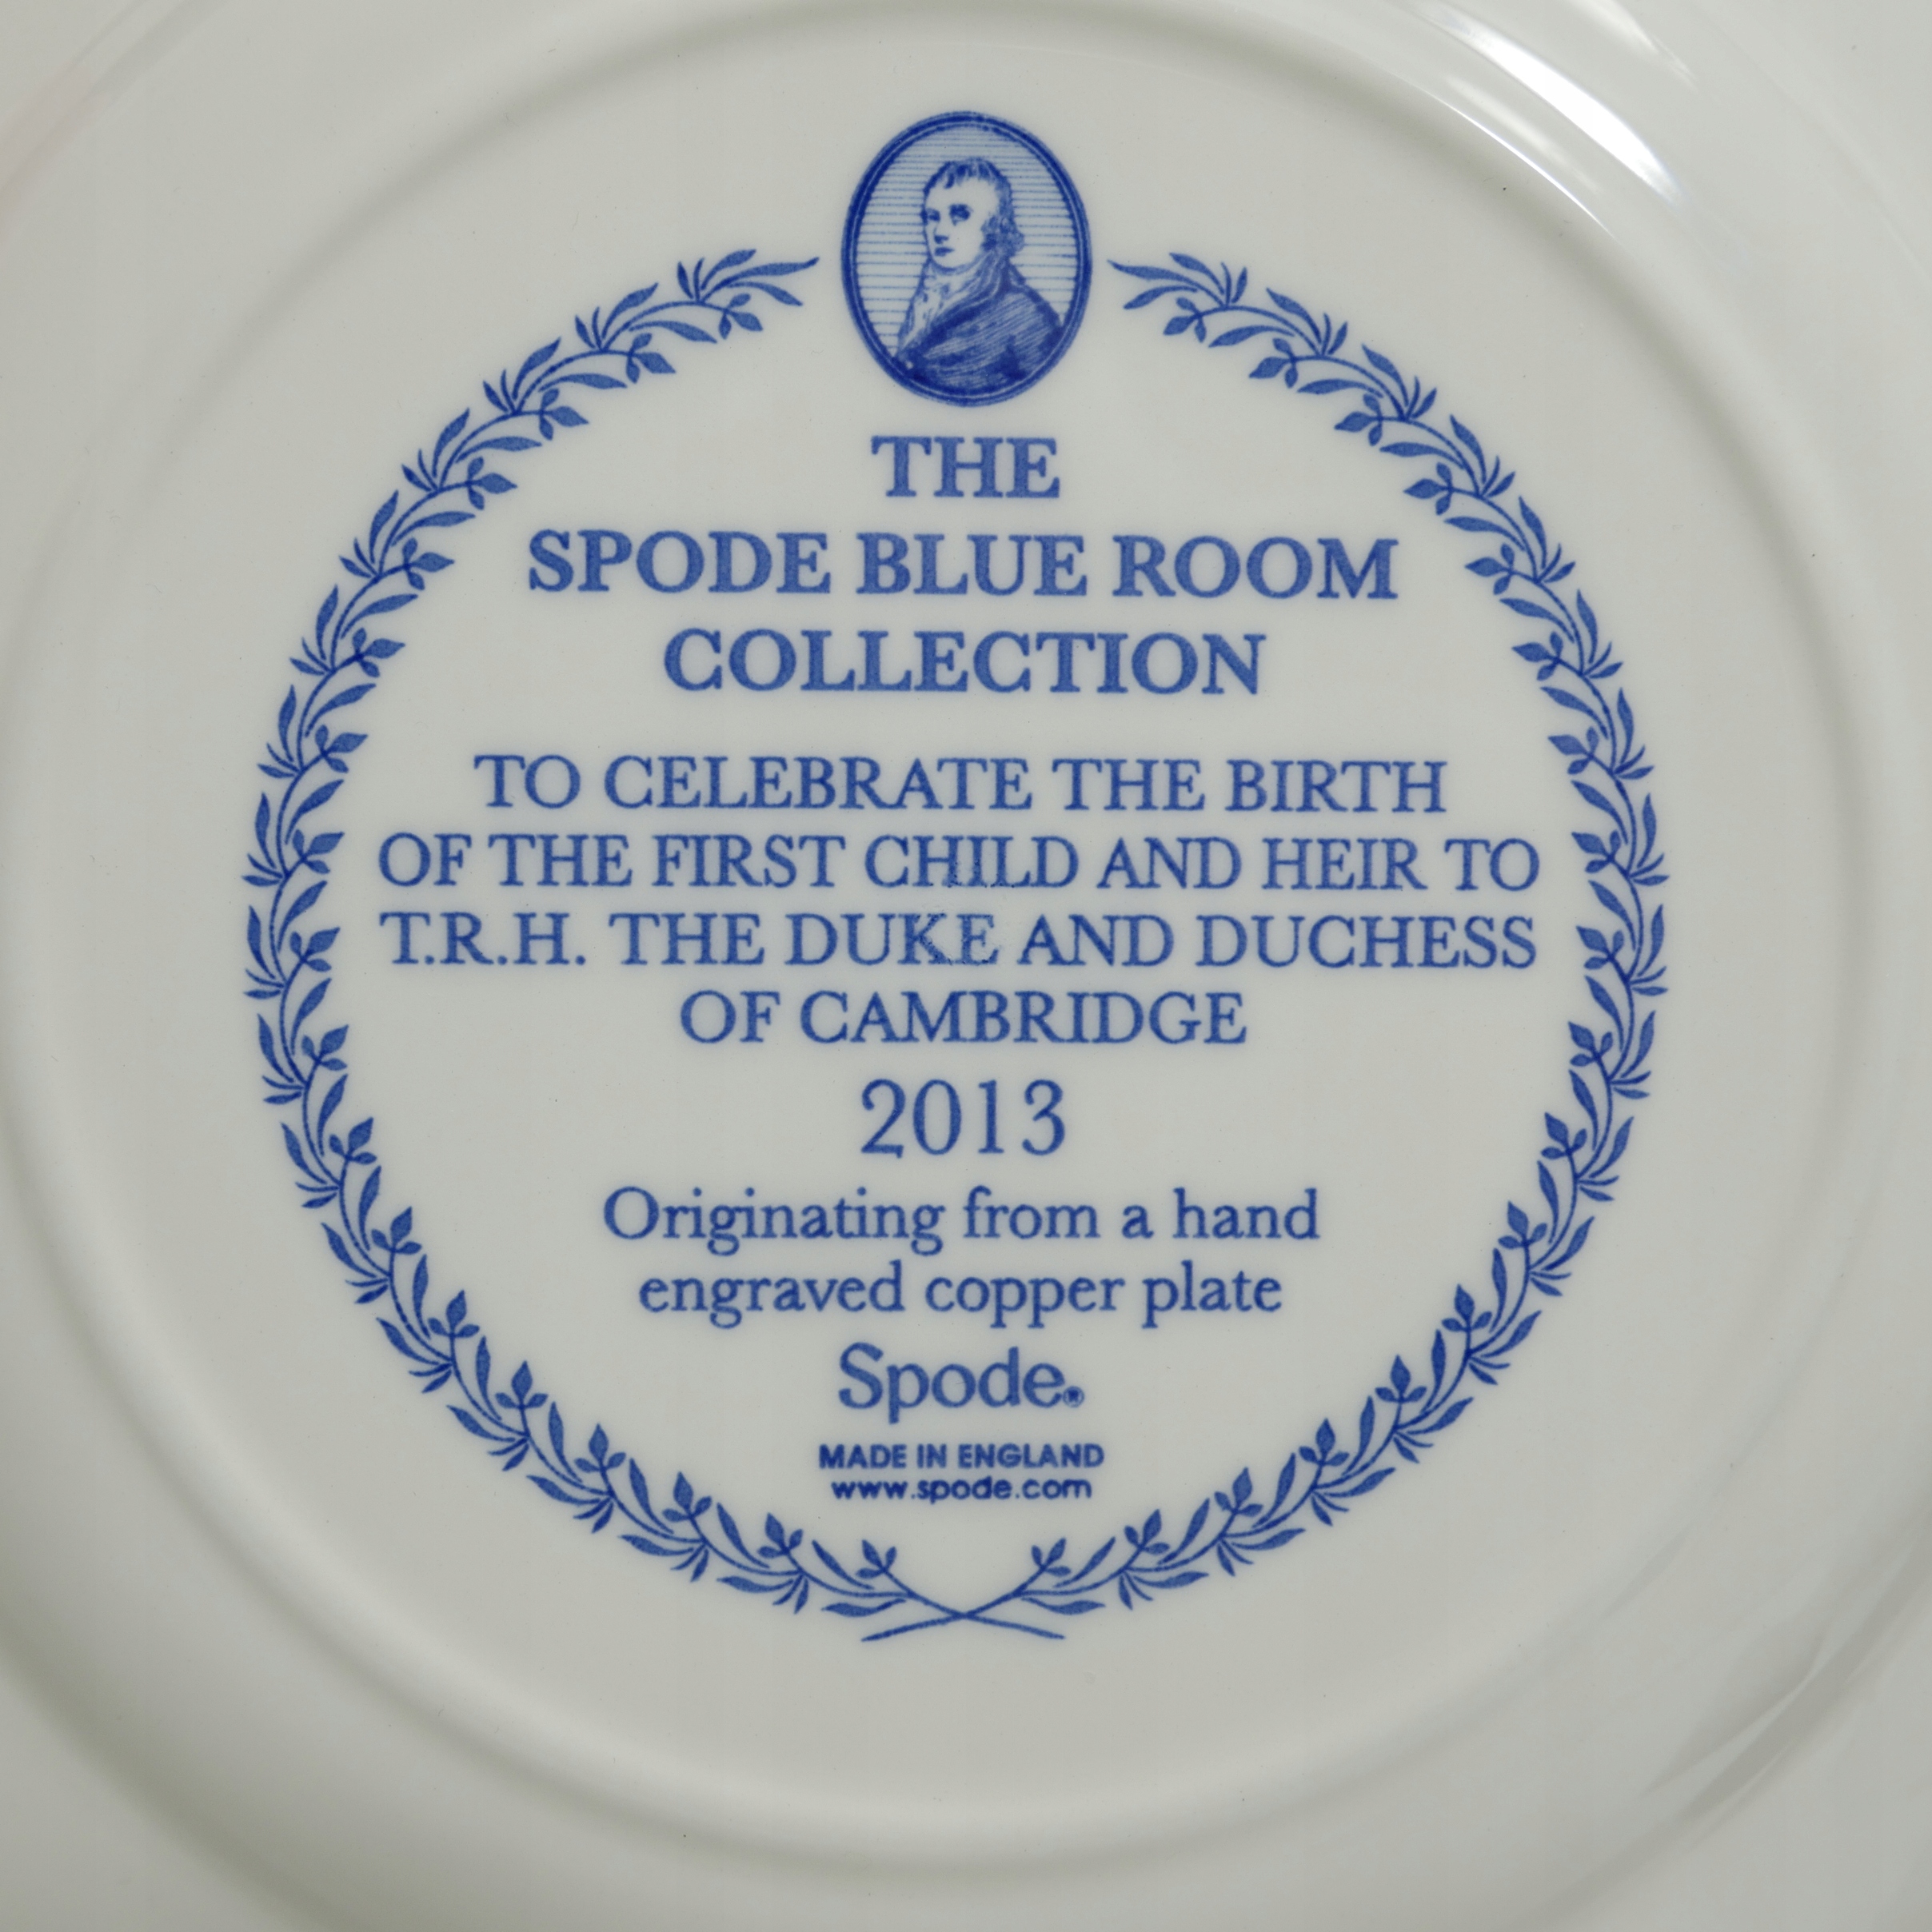 THE
SPODE BLUE ROOM
COLLECTION
TO CELEBRATE THE BIRTH
OF THE FIRST CHILD AND HEIR TO
T.R.H. THE DUKE AND DUCHESS
OF CAMBRIDGE
2013
Originating from a hand
engraved copper plate
Spode®
MADE IN ENGLAND
www.spode.com